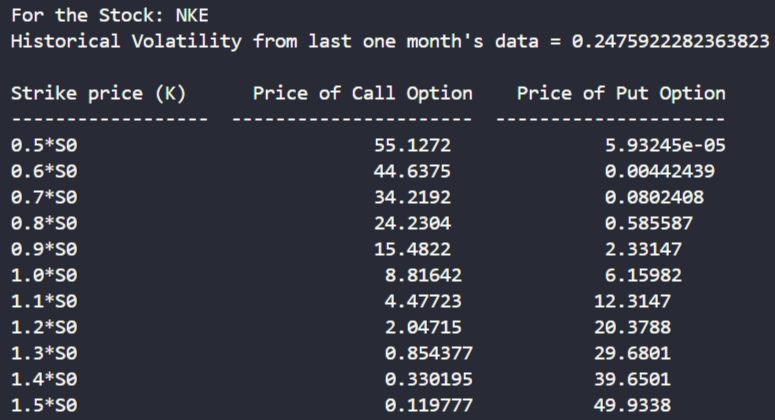 For the Stock: NKE
Historical Volatility from last one month's data = 0.2475922282363823
Strike price (K) Price of Call Option Price of Put Option
------------------ ---------------------- ---------------------
0.5*S0 55.1272 5.93245e-05
0.6*S0 44.6375 0.00442439
0.7*S0 34.2192 0.0802408
0.8*S0 24.2304 0.585587
0.9*S0 15.4822 2.33147
1.0*S0 8.81642 6.15982
1.1*S0 4.47723 12.3147
1.2*S0 2.04715 20.3788
1.3*S0 0.854377 29.6801
1.4*S0 0.330195 39.6501
1.5*S0 0.119777 49.9338